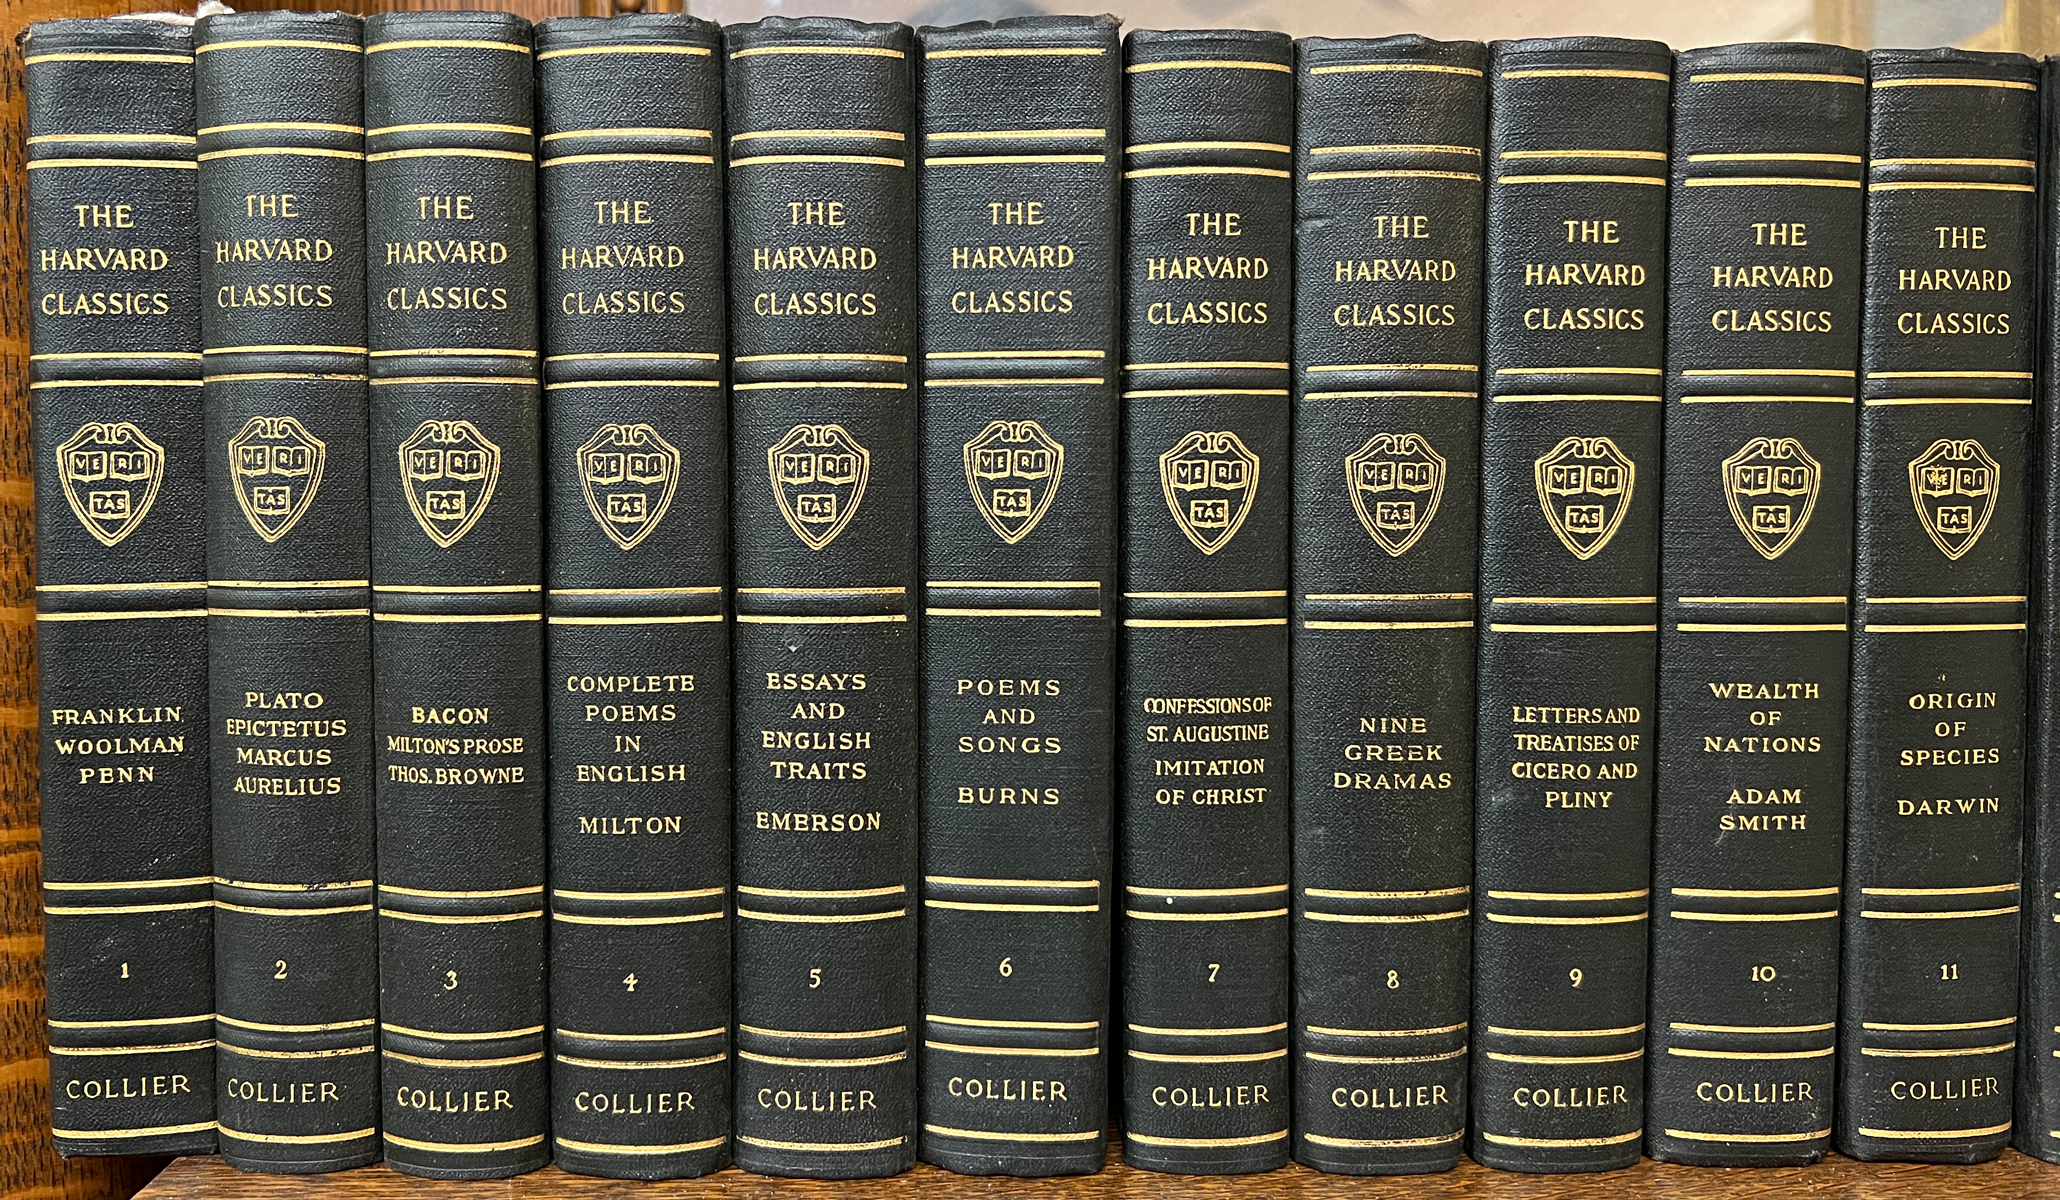 THE
HARVARD
CLASSICS
VE RI
TAS
FRANKLIN
WOOLMAN
PENN
1
COLLIER
THE
HARVARD
CLASSICS
VE RI
TAS
PLATO
EPICTETUS
MARCUS
AURELIUS
2
COLLIER
THE
HARVARD
CLASSICS
VE RI
TAS
BACON
MILTON'S PROSE
THOS. BROWNE
3
COLLIER
THE
HARVARD
CLASSICS
VE RI
TAS
COMPLETE
POEMS
IN
ENGLISH
MILTON
4
COLLIER
THE
HARVARD
CLASSICS
VE RI
TAS
ESSAYS
AND
ENGLISH
TRAITS
EMERSON
5
COLLIER
THE
HARVARD
CLASSICS
VE RI
TAS
POEMS
AND
SONGS
BURNS
6
COLLIER
THE
HARVARD
CLASSICS
VE RI
TAS
CONFESSIONS OF
ST. AUGUSTINE
IMITATION
OF CHRIST
7
COLLIER
THE
HARVARD
CLASSICS
VE RI
TAS
NINE
GREEK
DRAMAS
8
COLLIER
THE
HARVARD
CLASSICS
VE RI
TAS
LETTERS AND
TREATISES OF
CICERO AND
PLINY
9
COLLIER
THE
HARVARD
CLASSICS
VE RI
TAS
WEALTH
OF
NATIONS
ADAM
SMITH
10
COLLIER
THE
HARVARD
CLASSICS
VE RI
TAS
ORIGIN
OF
SPECIES
DARWIN
11
COLLIER